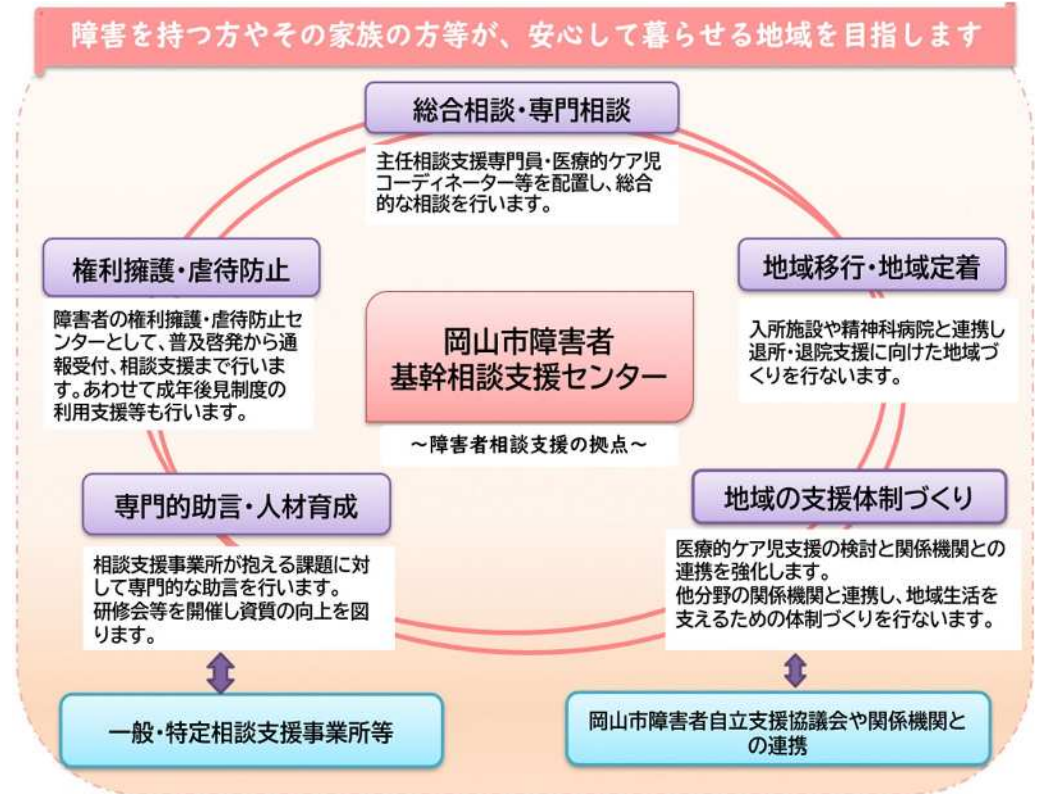 障害を持つ方やその家族の方等が、安心して暮らせる地域を目指します
総合相談・専門相談
主任相談支援専門員・医療的ケア児
コーディネーター等を配置し、総合
的な相談を行います。
権利擁護・虐待防止
障害者の権利擁護・虐待防止セ
ンターとして、普及啓発から通
報受付、相談支援まで行いま
す。あわせて成年後見制度の
利用支援等も行います。
地域移行・地域定着
入所施設や精神科病院と連携し
退所・退院支援に向けた地域づ
くりを行ないます。
岡山市障害者
基幹相談支援センター
～障害者相談支援の拠点～
専門的助言・人材育成
相談支援事業所が抱える課題に対
して専門的な助言を行います。
研修会等を開催し資質の向上を図
ります。
地域の支援体制づくり
医療的ケア児支援の検討と関係機関との
連携を強化します。
他分野の関係機関と連携し、地域生活を
支えるための体制づくりを行ないます。
一般・特定相談支援事業所等
岡山市障害者自立支援協議会や関係機関と
の連携